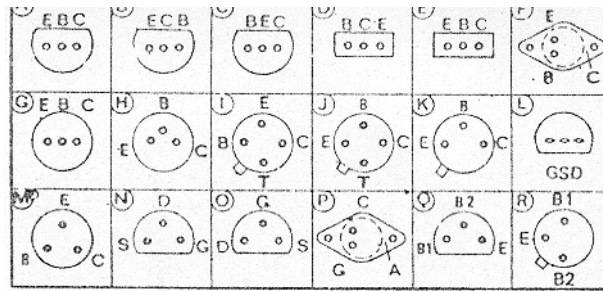 A B C D E F
E B C E C B B E C B C E E B C E
B C
G H I J K L
E B C B E B B
E C B C E C E C
T T GSD
M N O P Q R
E D G C B2 B1
B C S G D S G A B1 E E
B2